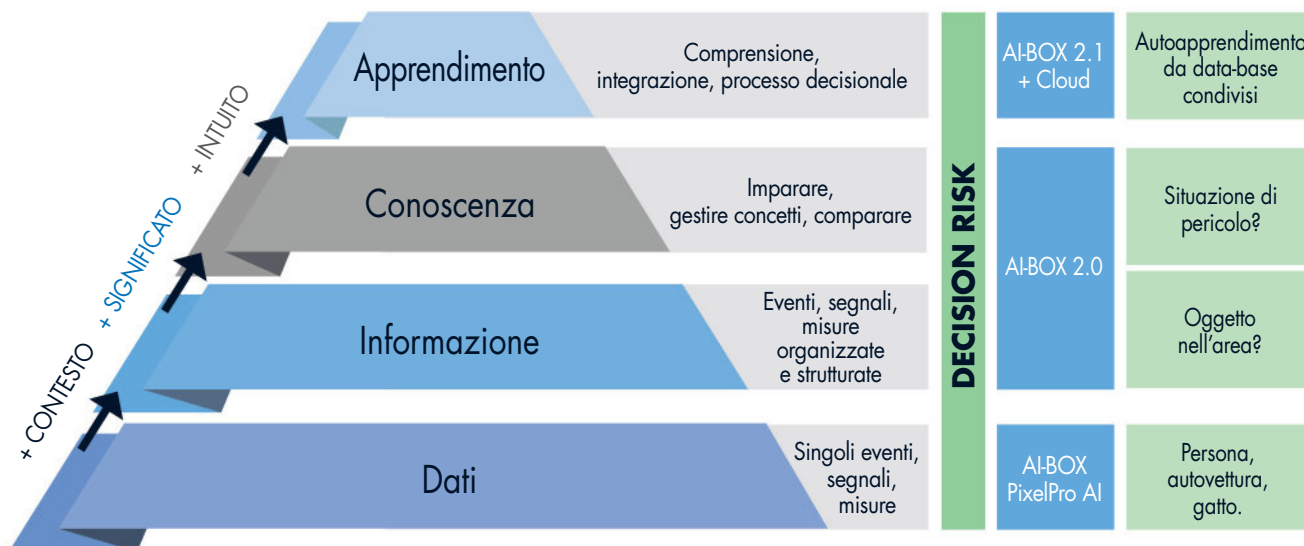 Apprendimento
Comprensione,
integrazione, processo decisionale
AI-BOX 2.1
+ Cloud
Autoapprendimento
da data-base
condivisi
+ INTUITO
Conoscenza
Imparare,
gestire concetti, comparare
Situazione di
pericolo?
+ SIGNIFICATO
DECISION RISK
AI-BOX 2.0
Informazione
Eventi, segnali,
misure
organizzate
e strutturate
Oggetto
nell'area?
+ CONTESTO
Dati
Singoli eventi,
segnali,
misure
AI-BOX
PixelPro AI
Persona,
autovettura,
gatto.